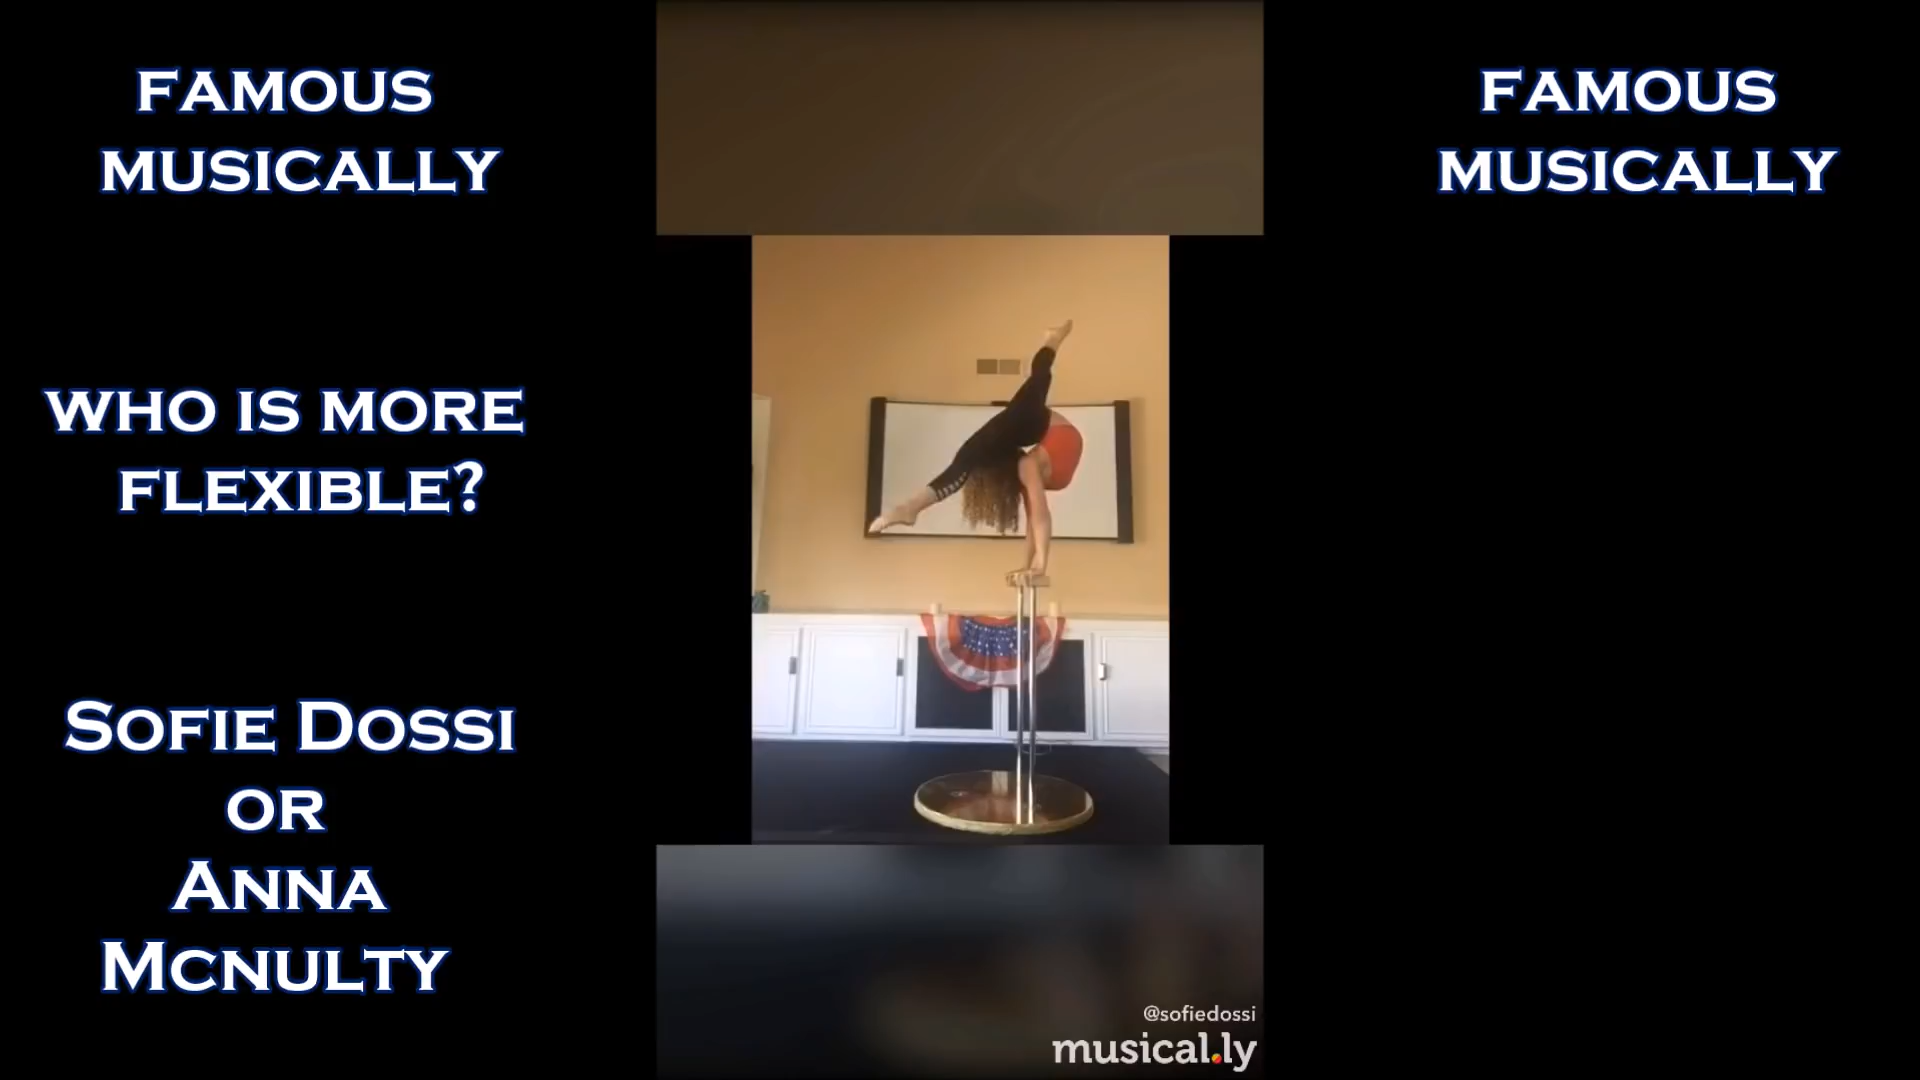 FAMOUS
MUSICALLY
WHO IS MORE
FLEXIBLE?
SOFIE DOSSI
OR
ANNA
MCNULTY
FAMOUS
MUSICALLY
@sofiedossi
musical.ly